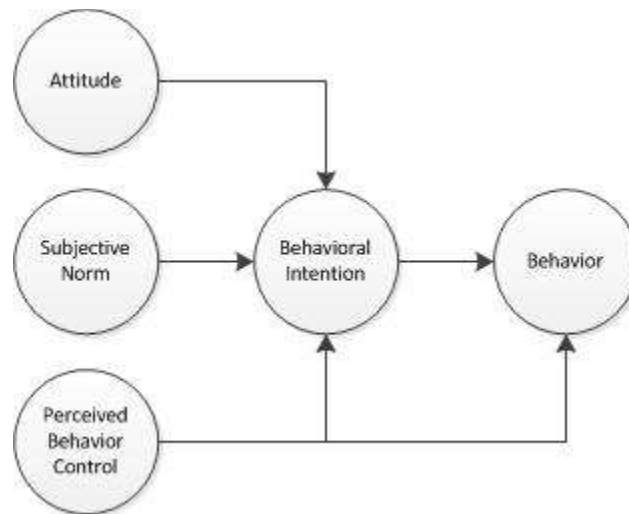 Attitude
Subjective
Norm
Behavioral
Intention
Behavior
Perceived
Behavior
Control